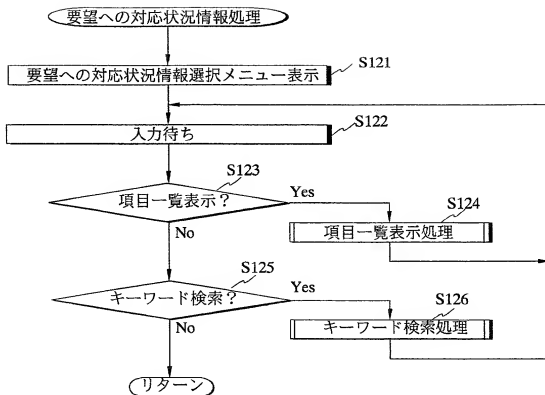 要望への対応状況情報処理
S121
要望への対応状況情報選択メニュー表示
S122
入力待ち
S123
項目一覧表示？
Yes
S124
項目一覧表示処理
No
S125
キーワード検索？
Yes
S126
キーワード検索処理
No
リターン